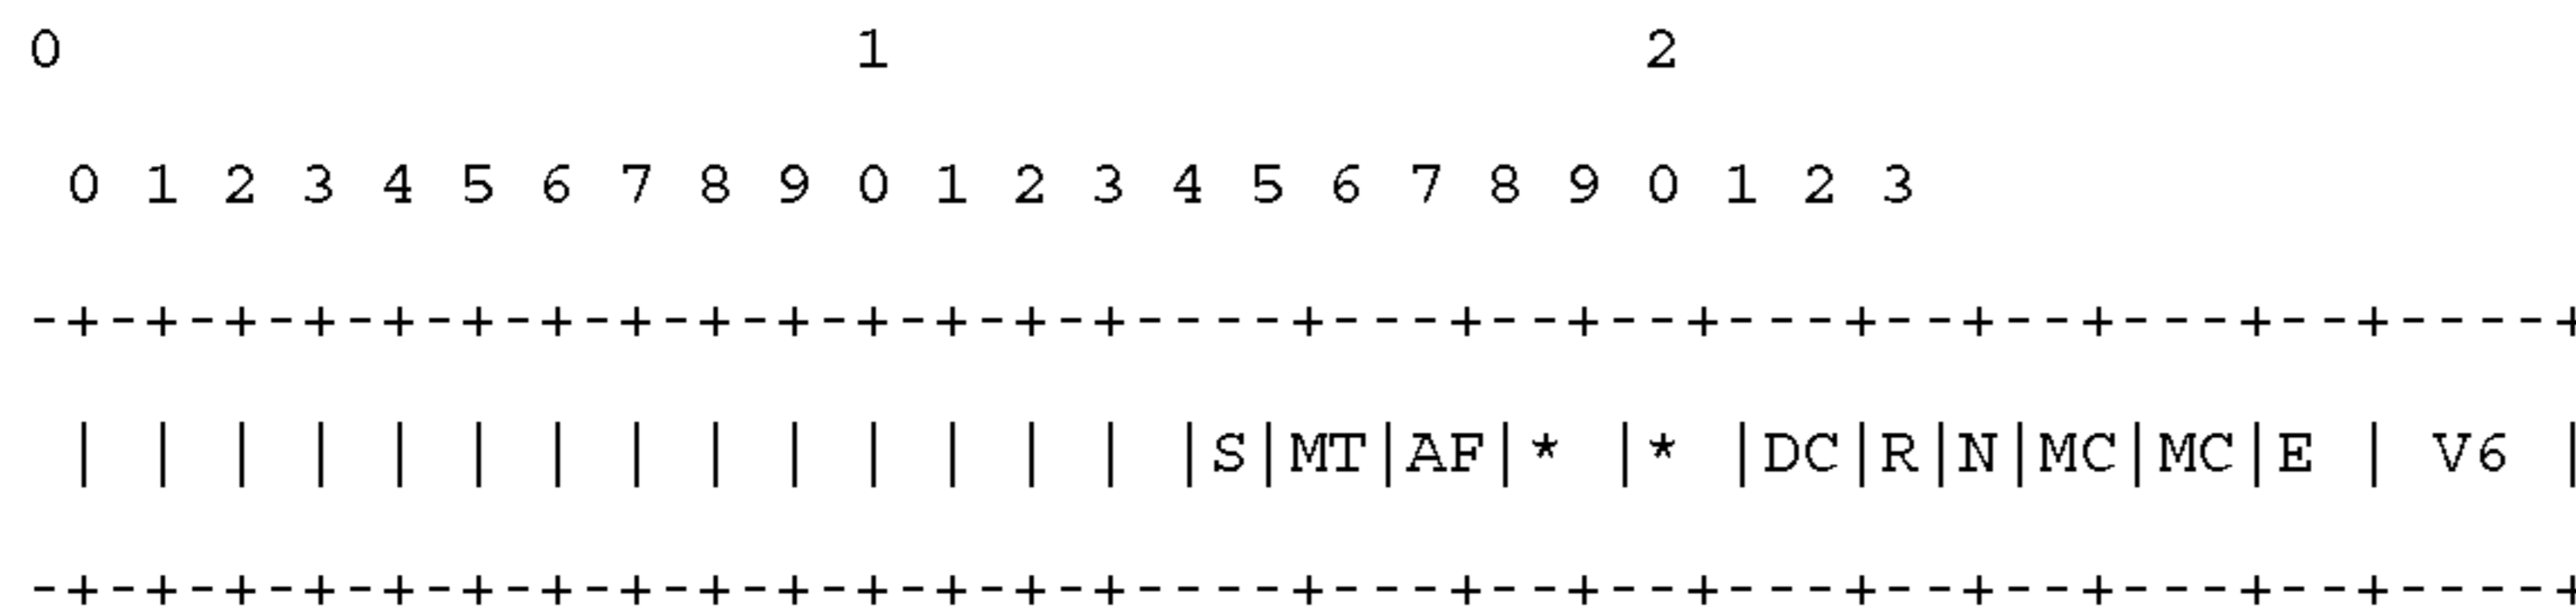 0                    1                   2
 0 1 2 3 4 5 6 7 8 9 0 1 2 3 4 5 6 7 8 9 0 1 2 3
-+-+-+-+-+-+-+-+-+-+-+-+-+-+----+---+--+--+---+--+--+---+--+----+
 | | | | | | | | | | | | | | |S|MT|AF|* |* |DC|R|N|MC|MC|E | V6 |
-+-+-+-+-+-+-+-+-+-+-+-+-+-+----+---+--+--+---+--+--+---+--+----+